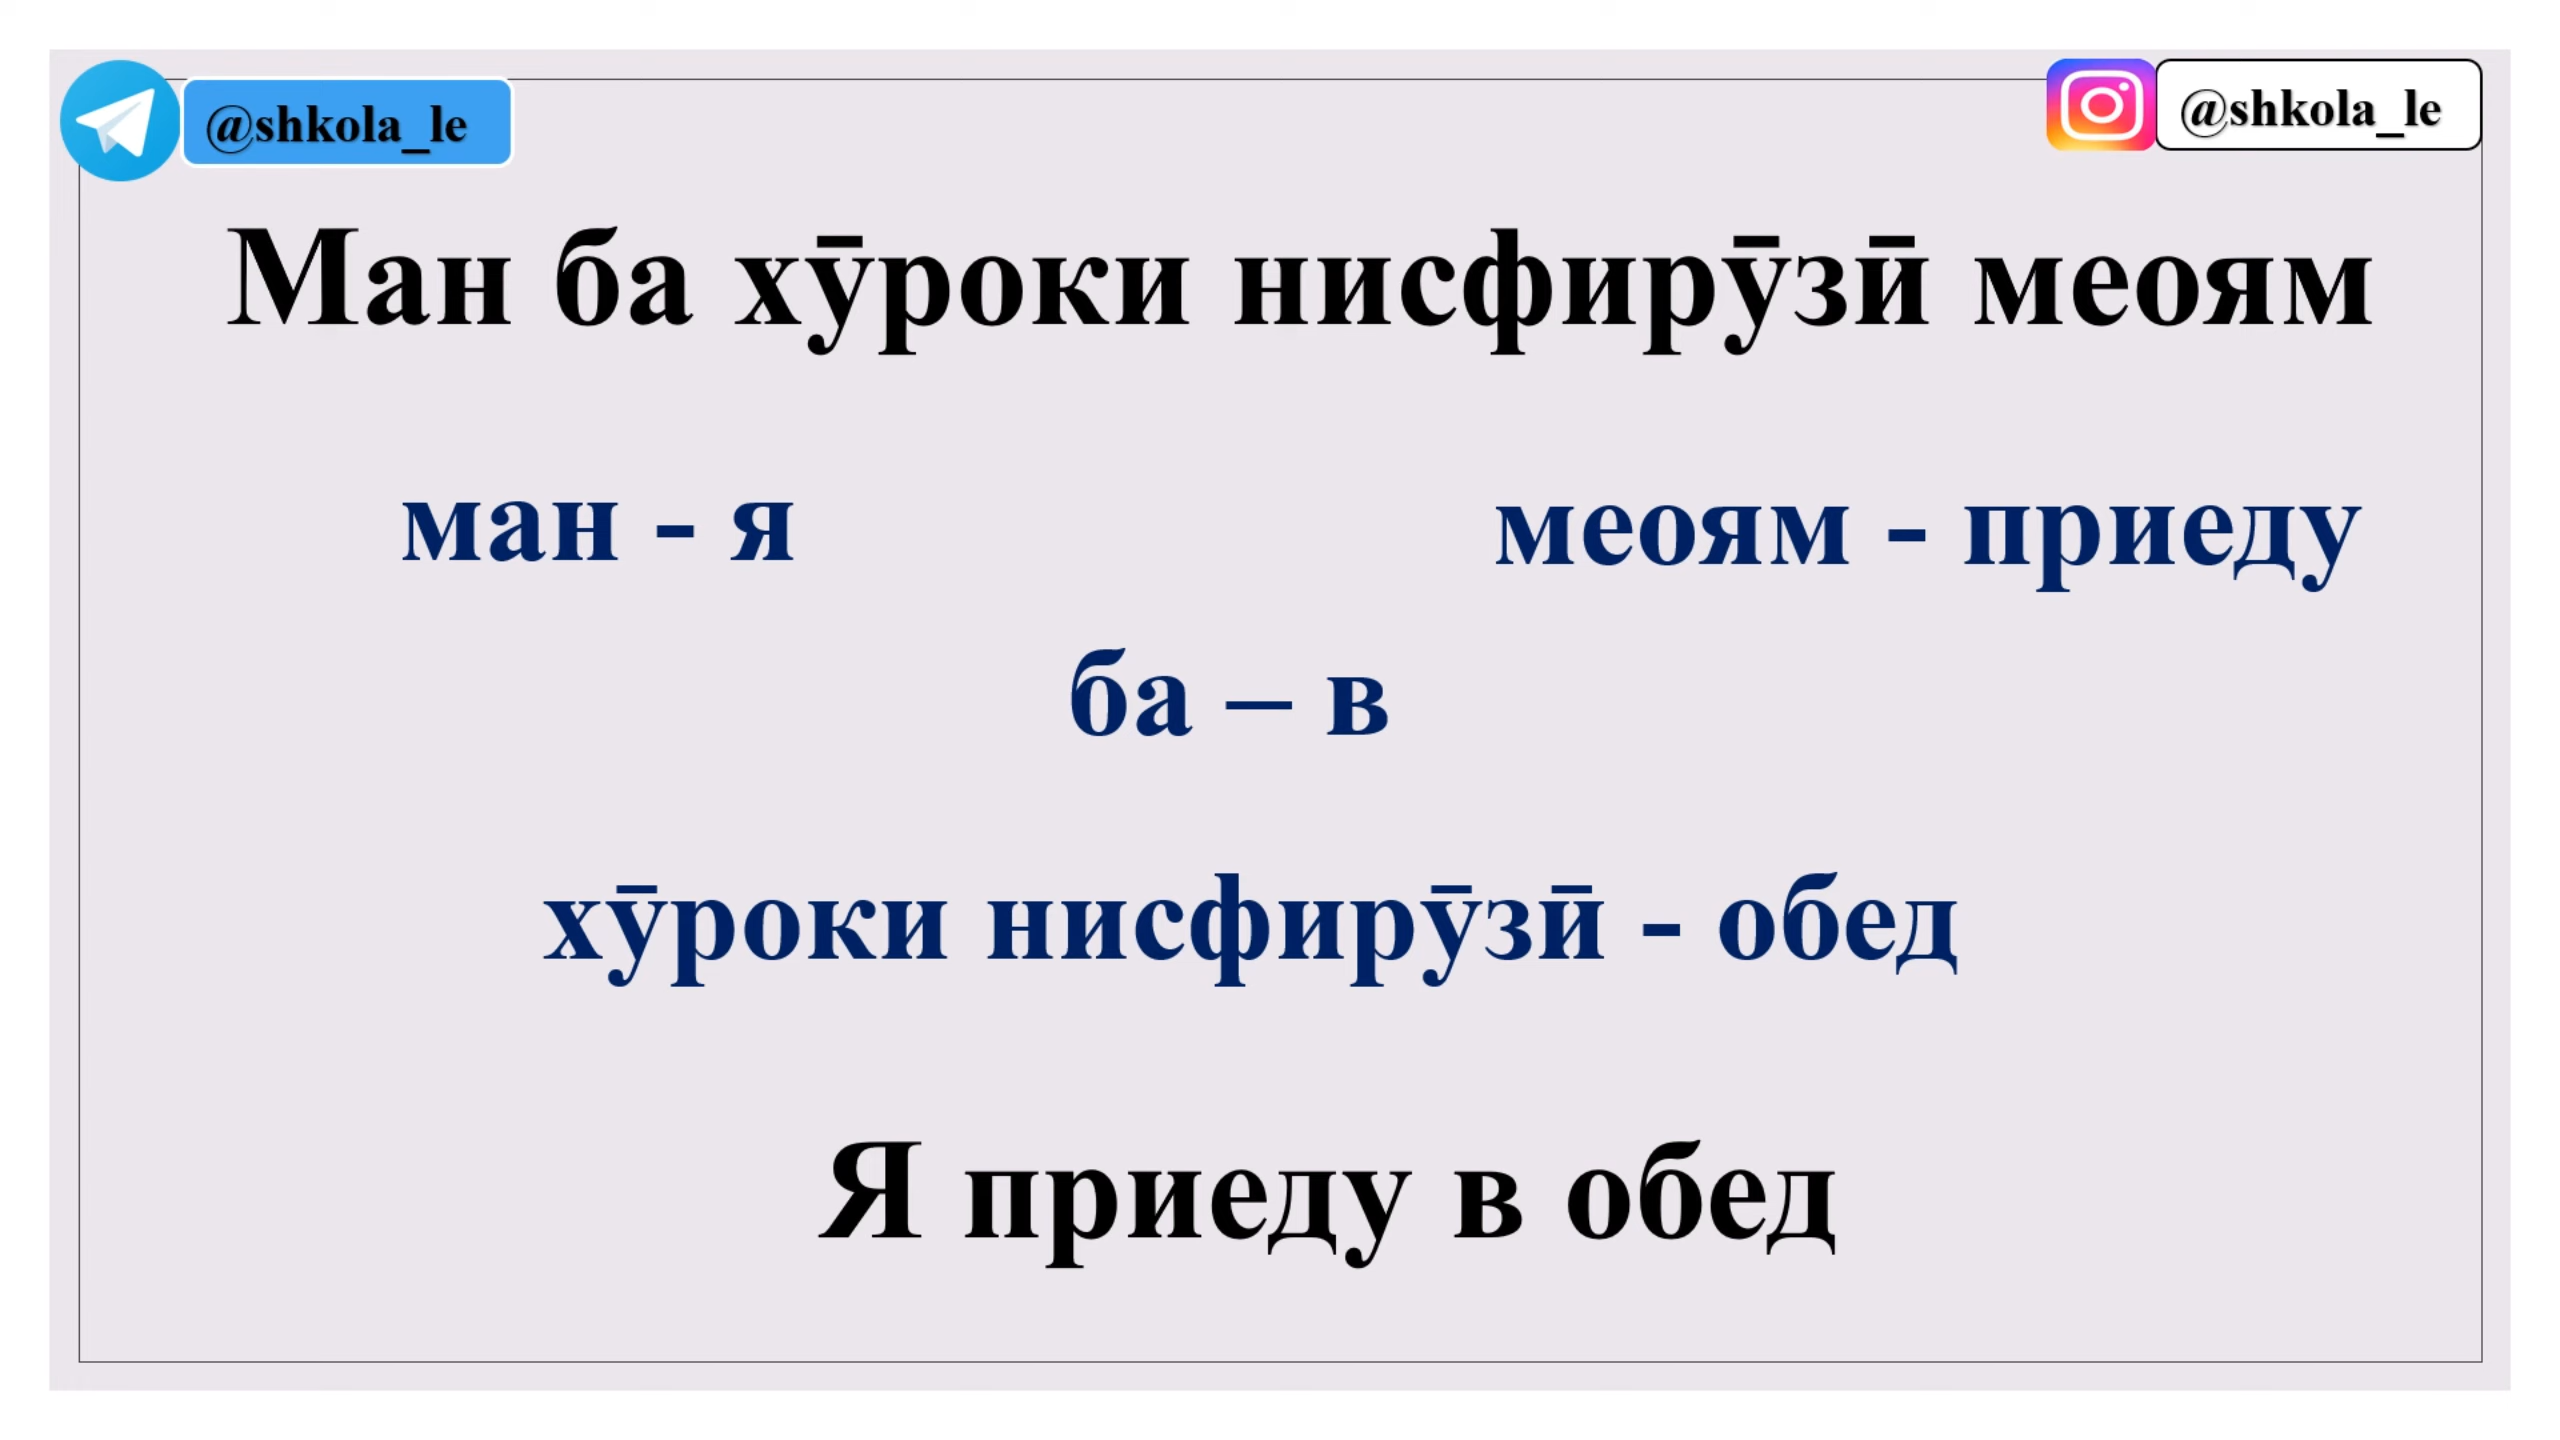 @shkola_le
@shkola_le
Ман ба хӯроки нисфирӯзӣ меоям
ман - я
меоям - приеду
ба – в
хӯроки нисфирӯзӣ - обед
Я приеду в обед